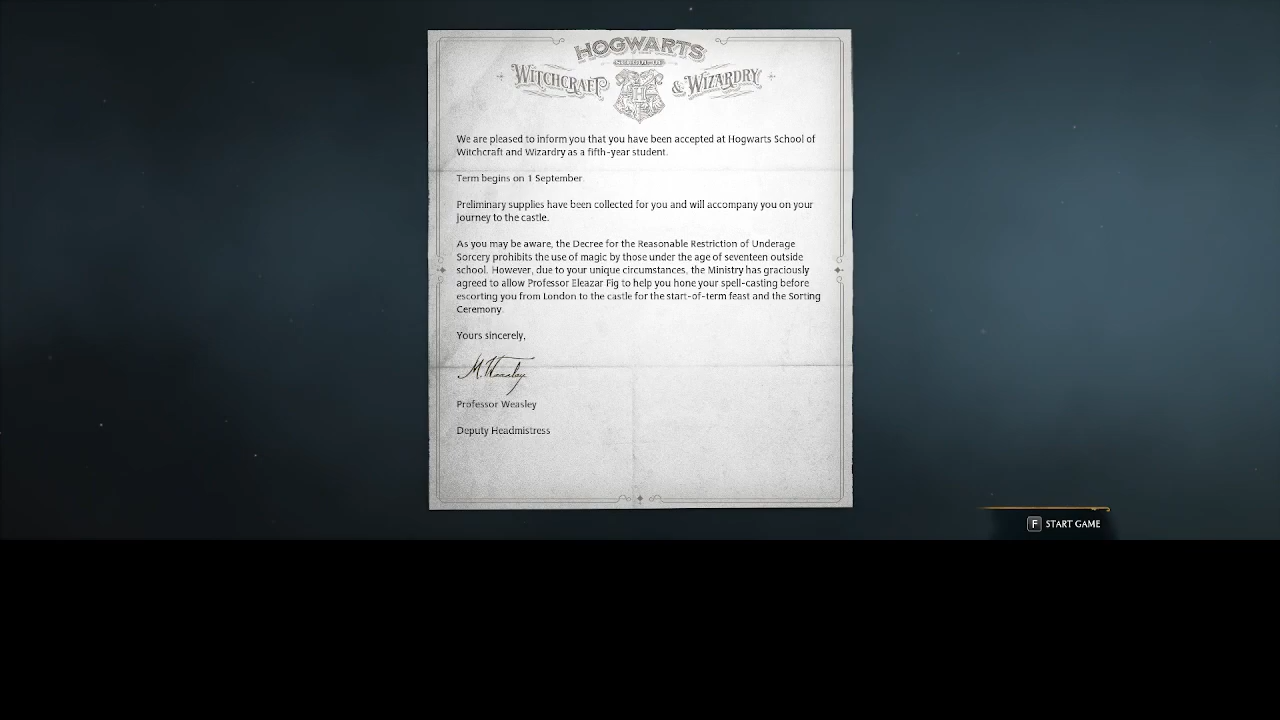 HOGWARTS
SCHOOL OF
WITCHCRAFT & WIZARDRY
We are pleased to inform you that you have been accepted at Hogwarts School of
Witchcraft and Wizardry as a fifth-year student.
Term begins on 1 September.
Preliminary supplies have been collected for you and will accompany you on your
journey to the castle.
As you may be aware, the Decree for the Reasonable Restriction of Underage
Sorcery prohibits the use of magic by those under the age of seventeen outside
school. However, due to your unique circumstances, the Ministry has graciously
agreed to allow Professor Eleazar Fig to help you hone your spell-casting before
escorting you from London to the castle for the start-of-term feast and the Sorting
Ceremony.
Yours sincerely,
M. Weasley
Professor Weasley
Deputy Headmistress
F START GAME